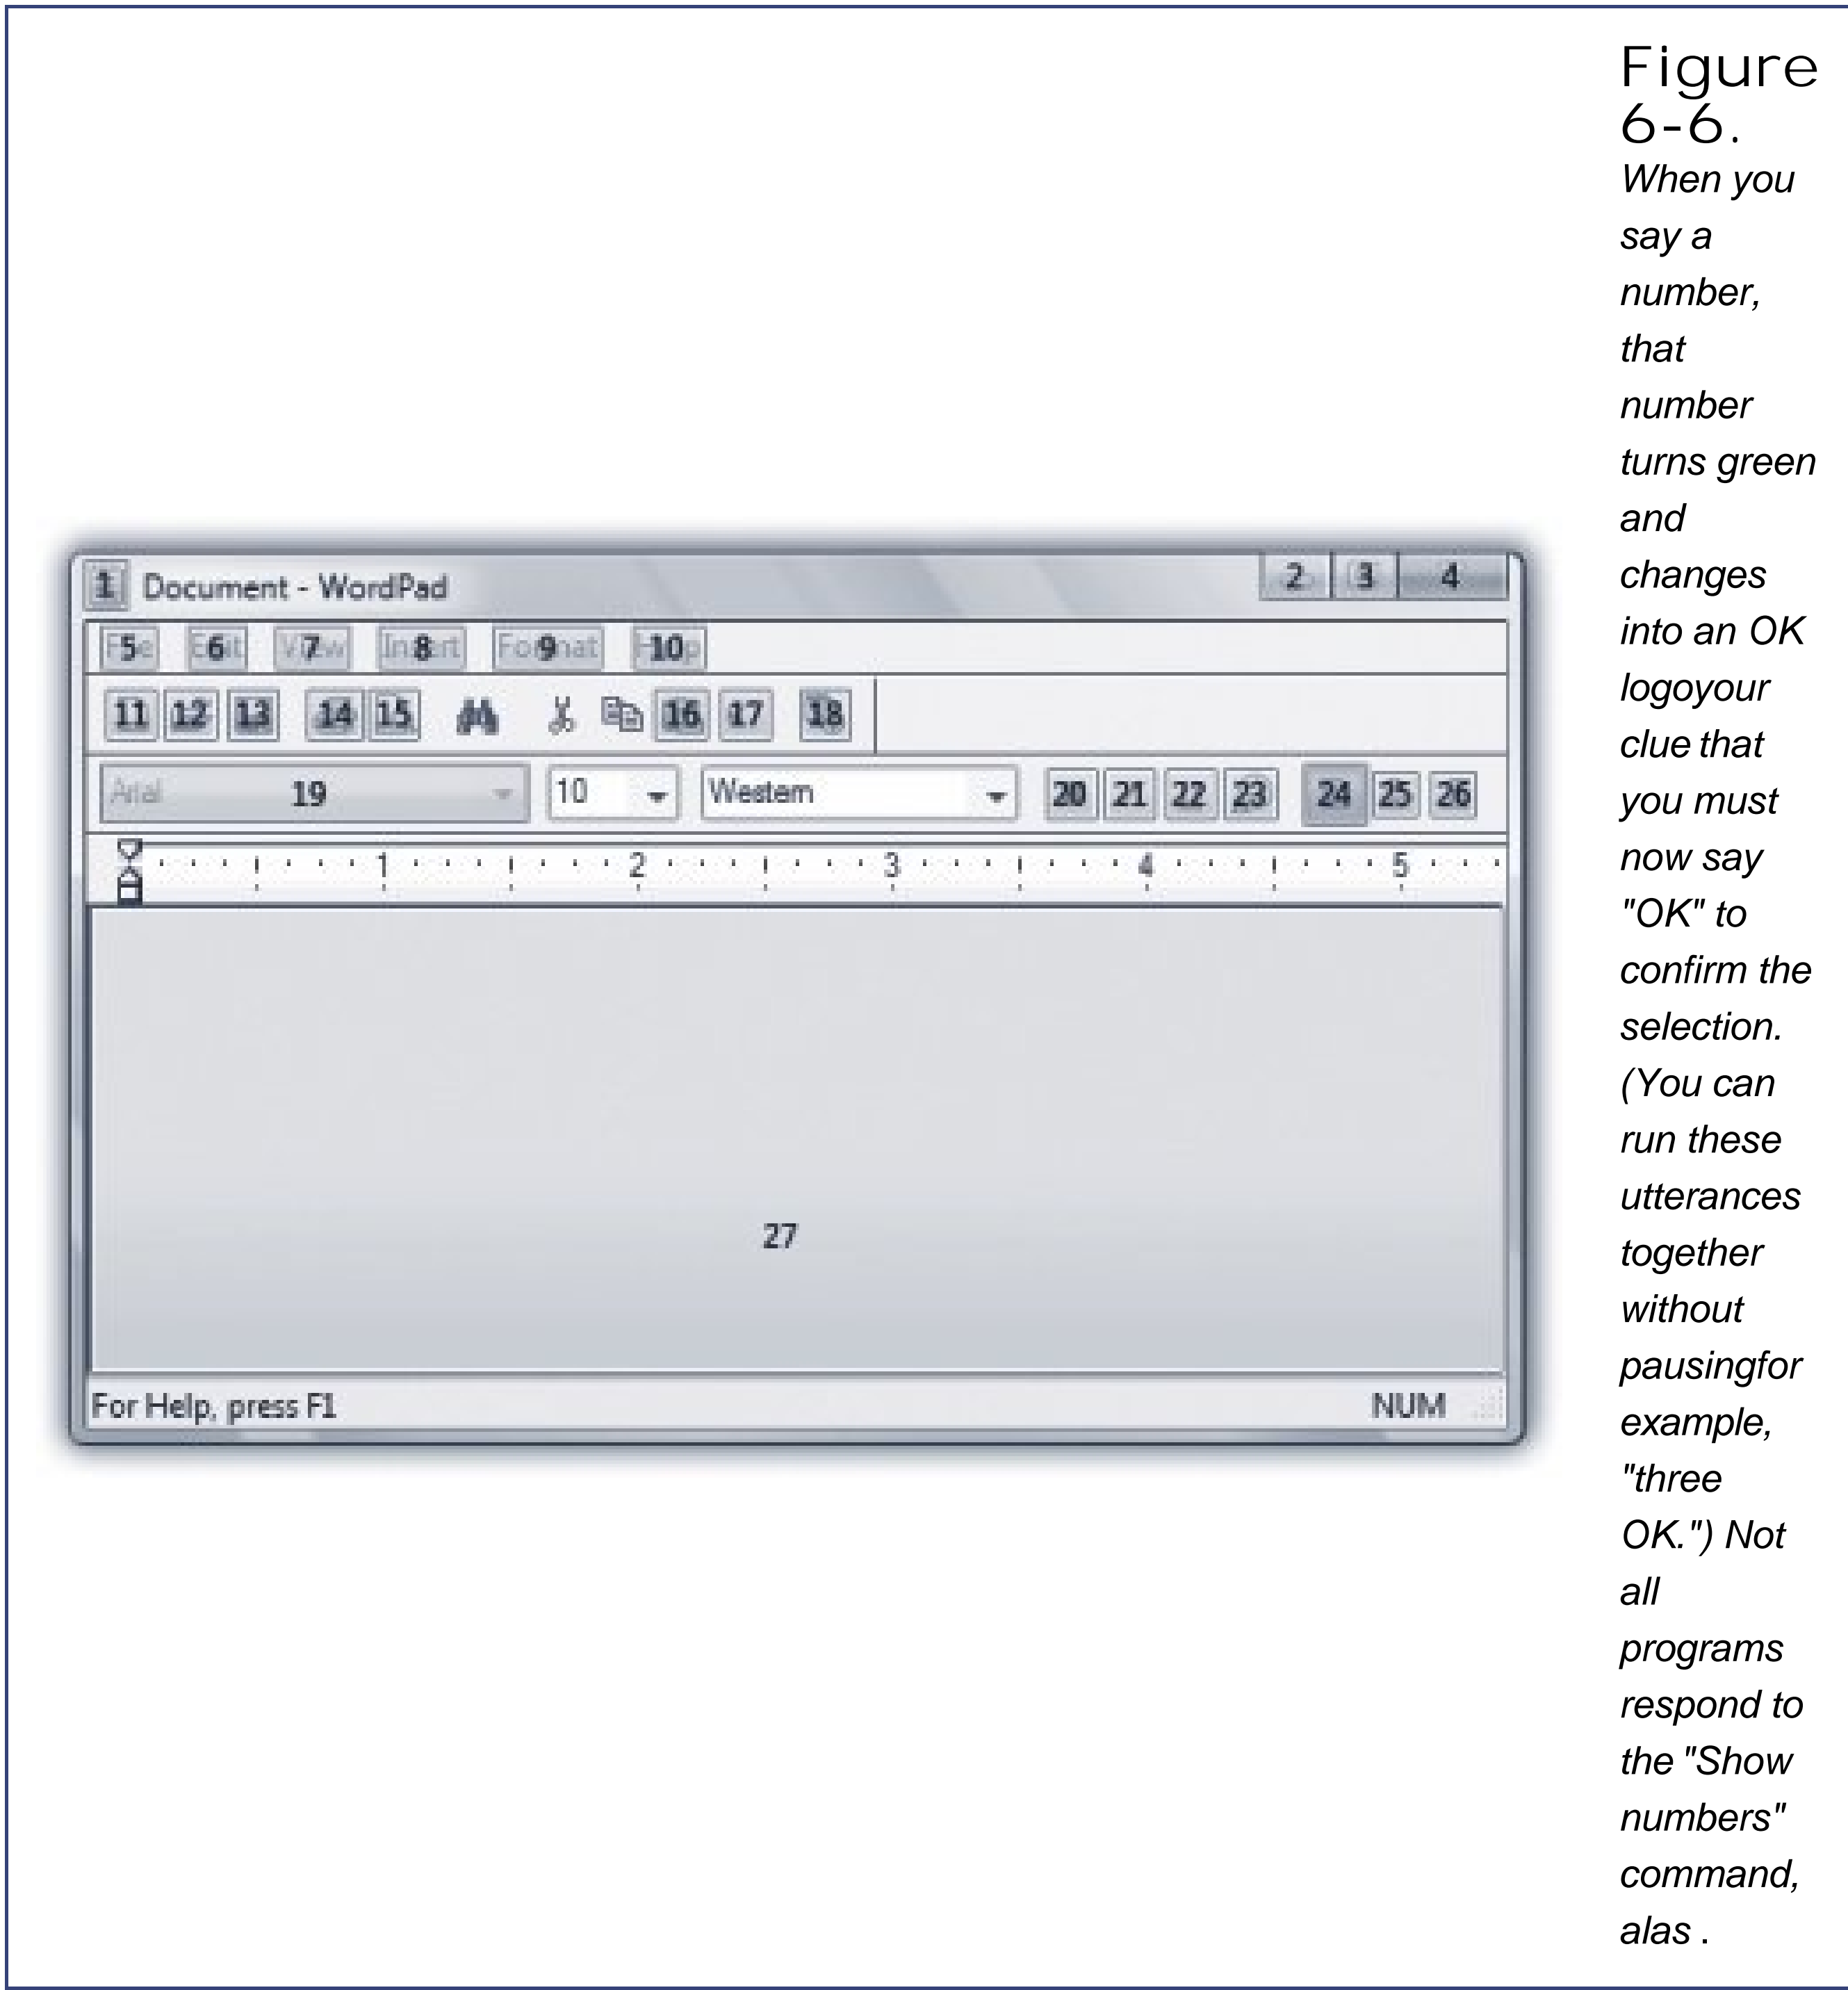 1 Document - WordPad 2 3 4
5 6 7 8 9 10
11 12 13 14 15 16 17 18
Arial 19 10 Western 20 21 22 23 24 25 26
1 2 3 4 5
27
For Help, press F1 NUM
Figure
6-6.
When you
say a
number,
that
number
turns green
and
changes
into an OK
logoyour
clue that
you must
now say
"OK" to
confirm the
selection.
(You can
run these
utterances
together
without
pausingfor
example,
"three
OK.") Not
all
programs
respond to
the "Show
numbers"
command,
alas .